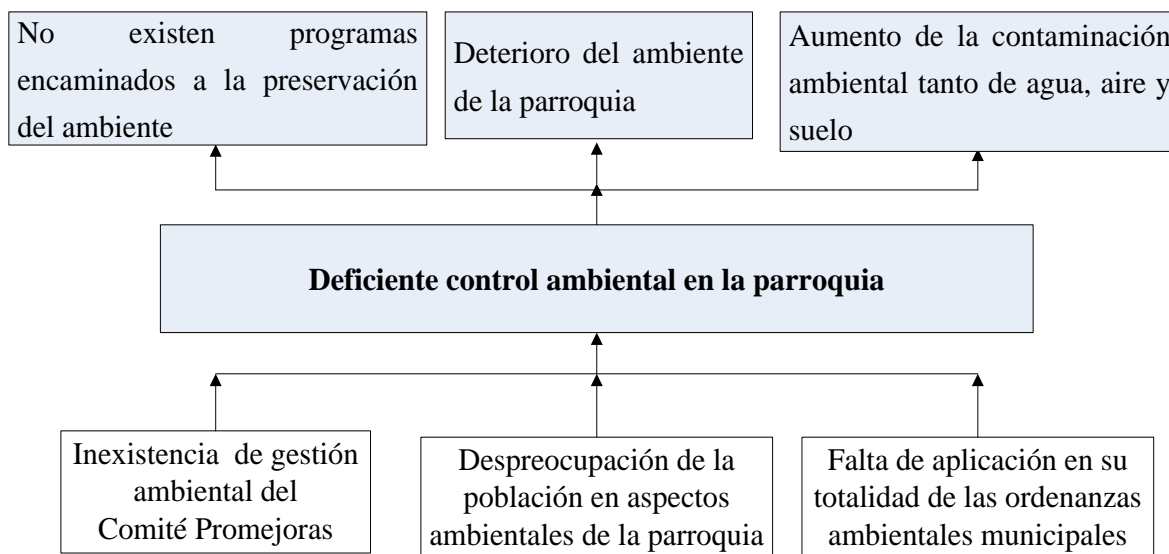 No existen programas
encaminados a la preservación
del ambiente
Deterioro del ambiente
de la parroquia
Aumento de la contaminación
ambiental tanto de agua, aire y
suelo
Deficiente control ambiental en la parroquia
Inexistencia de gestión
ambiental del
Comité Promejoras
Despreocupación de la
población en aspectos
ambientales de la parroquia
Falta de aplicación en su
totalidad de las ordenanzas
ambientales municipales